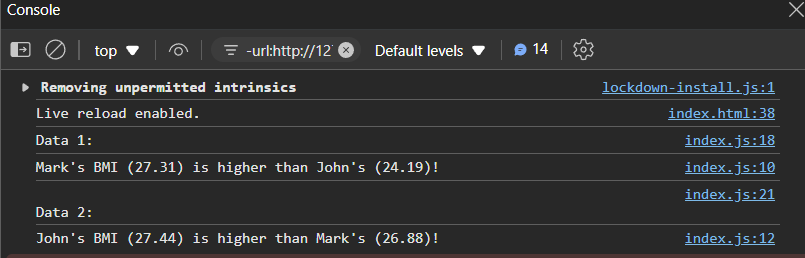 Console
top
-url:http://127
Default levels
14
Removing unpermitted intrinsics lockdown-install.js:1
Live reload enabled. index.html:38
Data 1: index.js:18
Mark's BMI (27.31) is higher than John's (24.19)! index.js:10
index.js:21
Data 2:
John's BMI (27.44) is higher than Mark's (26.88)! index.js:12